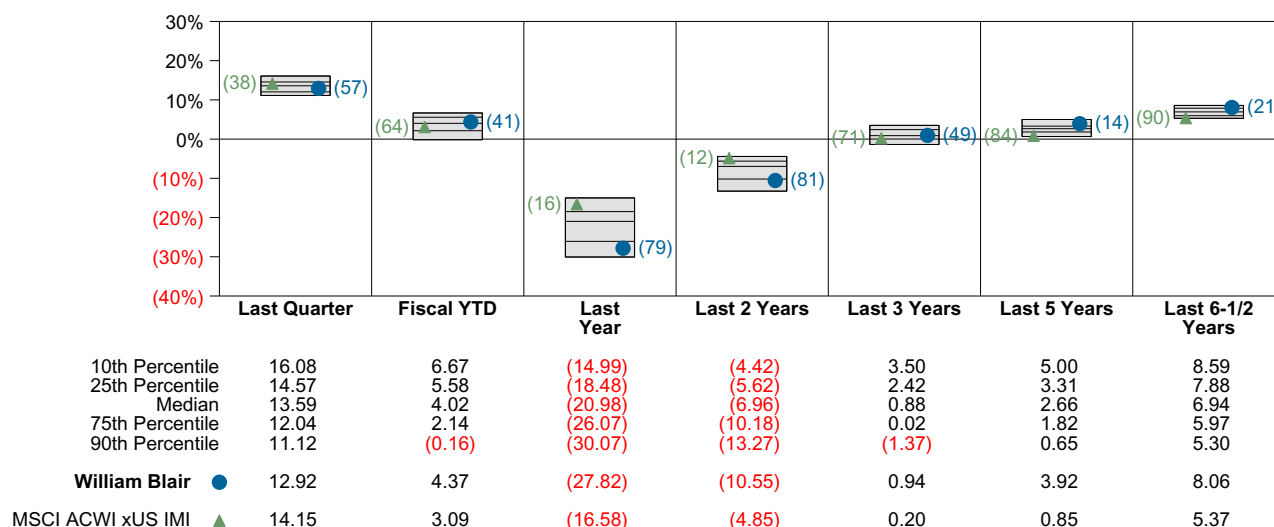 30%
20%
10%
0%
(10%)
(20%)
(30%)
(40%)
(38) (57)
(64) (41)
(16) (79)
(12) (81)
(71) (49)
(84) (14)
(90) (21
Last Quarter Fiscal YTD Last Year Last 2 Years Last 3 Years Last 5 Years Last 6-1/2 Years
10th Percentile 16.08 6.67 (14.99) (4.42) 3.50 5.00 8.59
25th Percentile 14.57 5.58 (18.48) (5.62) 2.42 3.31 7.88
Median 13.59 4.02 (20.98) (6.96) 0.88 2.66 6.94
75th Percentile 12.04 2.14 (26.07) (10.18) 0.02 1.82 5.97
90th Percentile 11.12 (0.16) (30.07) (13.27) (1.37) 0.65 5.30
William Blair 12.92 4.37 (27.82) (10.55) 0.94 3.92 8.06
MSCI ACWI xUS IMI 14.15 3.09 (16.58) (4.85) 0.20 0.85 5.37